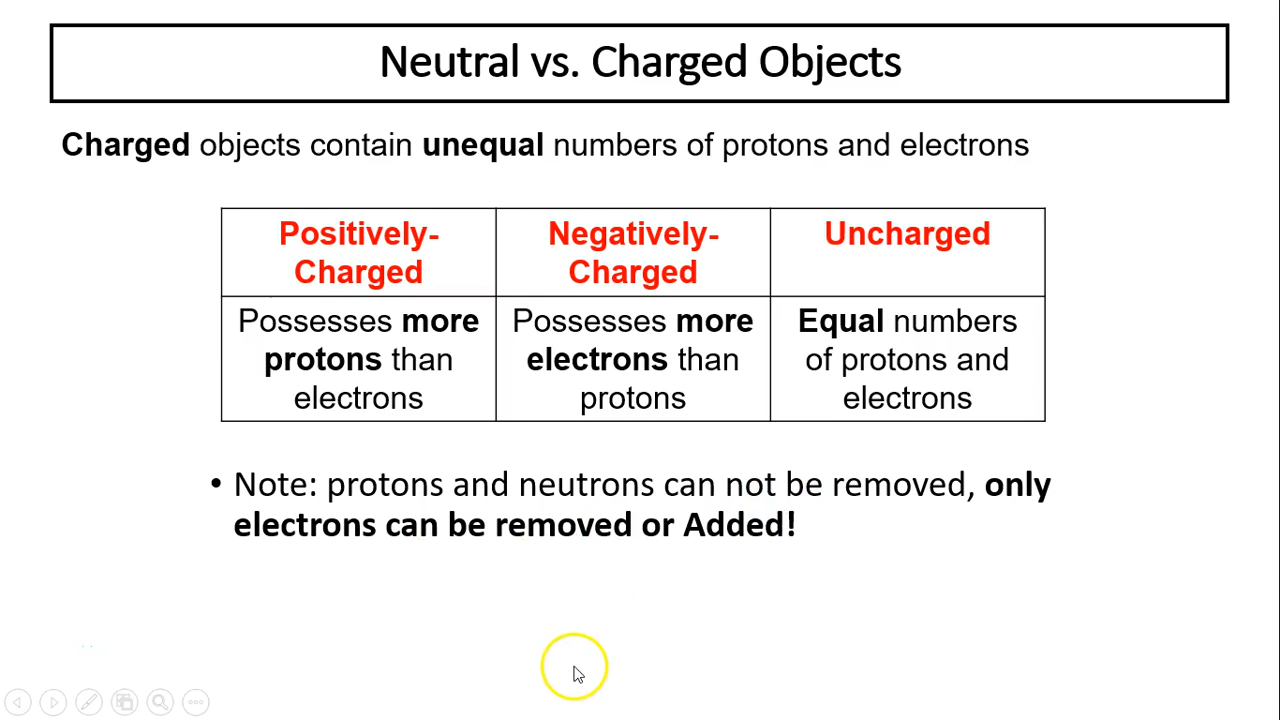 Neutral vs. Charged Objects
Charged objects contain unequal numbers of protons and electrons
Positively-
Charged
Negatively-
Charged
Uncharged
Possesses more
protons than
electrons
Possesses more
electrons than
protons
Equal numbers
of protons and
electrons
• Note: protons and neutrons can not be removed, only
electrons can be removed or Added!